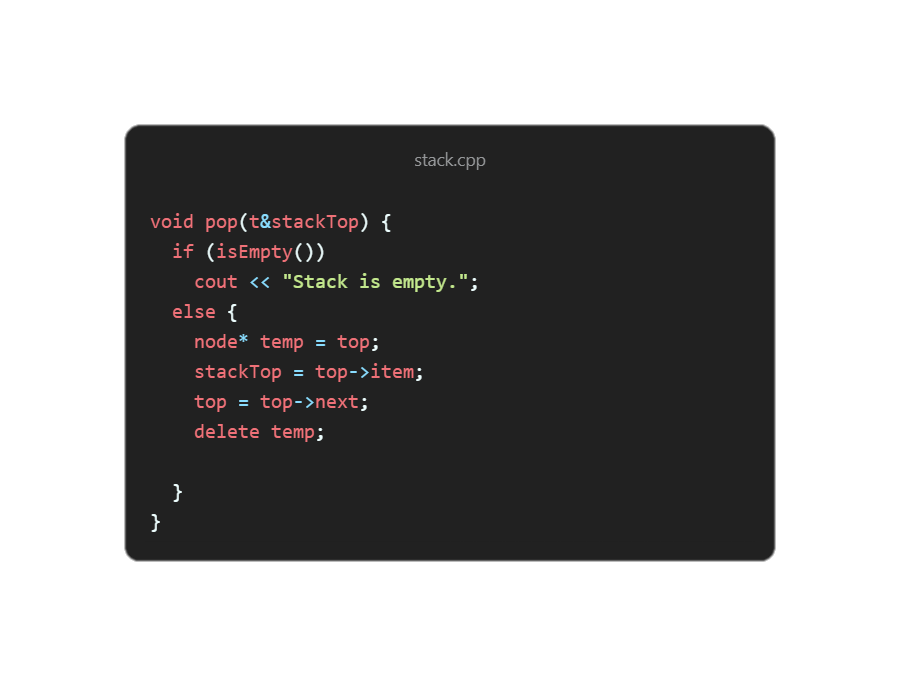 stack.cpp
void pop(t&stackTop) {
  if (isEmpty())
    cout << "Stack is empty.";
  else {
    node* temp = top;
    stackTop = top->item;
    top = top->next;
    delete temp;
  }
}